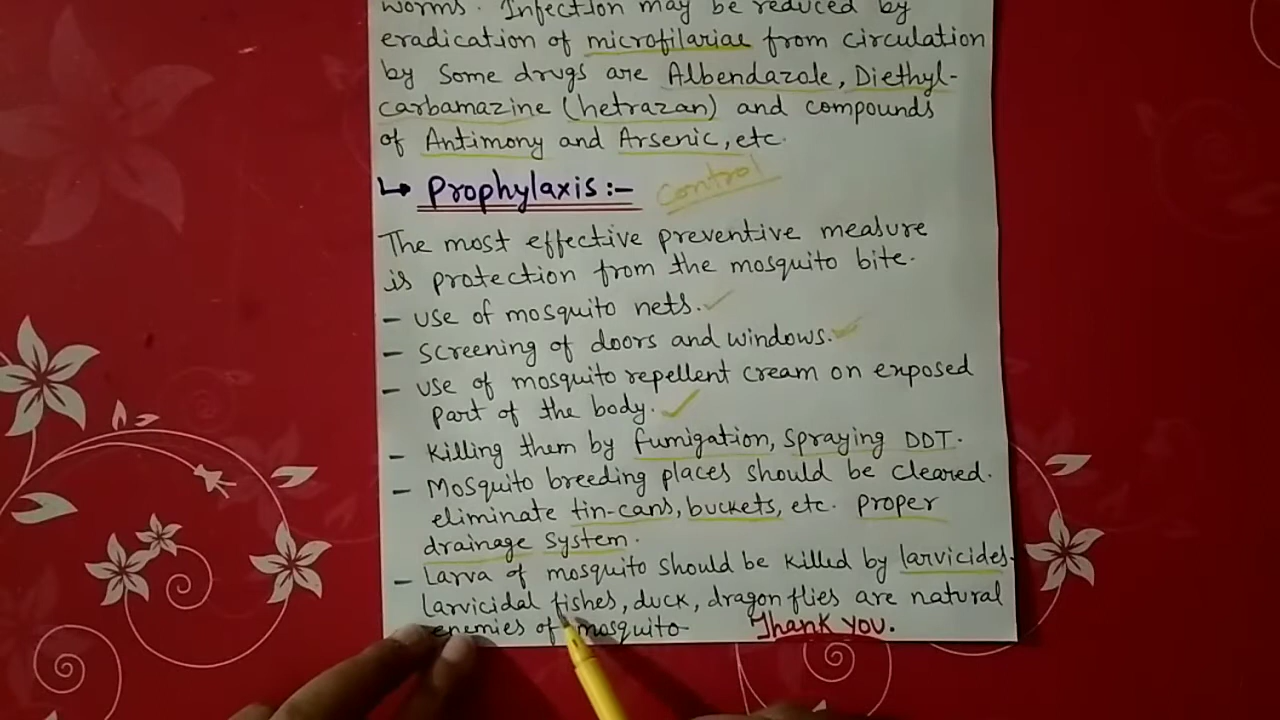 worms. Infection may be reduced by
eradication of microfilariae from circulation
by some drugs are Albendazole, Diethyl-
carbamazine (hetrazan) and compounds
of Antimony and Arsenic, etc.
↳ Prophylaxis :- control
The most effective preventive measure
is protection from the mosquito bite.
- use of mosquito nets. ✓
- screening of doors and windows. ✓
- use of mosquito repellent cream on exposed
part of the body. ✓
- killing them by fumigation, spraying DDT.
- Mosquito breeding places should be cleared.
eliminate tin-cans, buckets, etc. proper
drainage system.
- Larva of mosquito should be killed by larvicides.
Larvicidal fishes, duck, dragon flies are natural
enemies of mosquito Thank you.